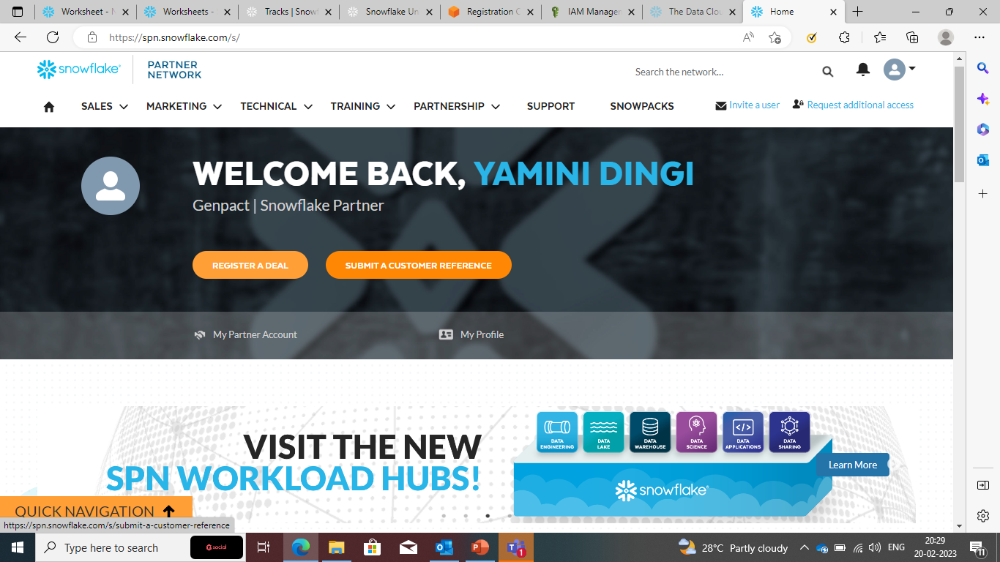 Worksheet - N
Worksheets -
Tracks | Snowf
Snowflake Un
Registration C
IAM Manager
The Data Clou
Home
https://spn.snowflake.com/s/
snowflake
PARTNER
NETWORK
Search the network...
SALES
MARKETING
TECHNICAL
TRAINING
PARTNERSHIP
SUPPORT
SNOWPACKS
Invite a user
Request additional access
WELCOME BACK, YAMINI DINGI
Genpact | Snowflake Partner
REGISTER A DEAL
SUBMIT A CUSTOMER REFERENCE
My Partner Account
My Profile
VISIT THE NEW
SPN WORKLOAD HUBS!
DATA
ENGINEERING
DATA
LAKE
DATA
WAREHOUSE
DATA
SCIENCE
DATA
APPLICATIONS
DATA
SHARING
Learn More
snowflake
QUICK NAVIGATION
https://spn.snowflake.com/s/submit-a-customer-reference
Type here to search
social
1
28°C Partly cloudy
ENG
20:29
20-02-2023
11